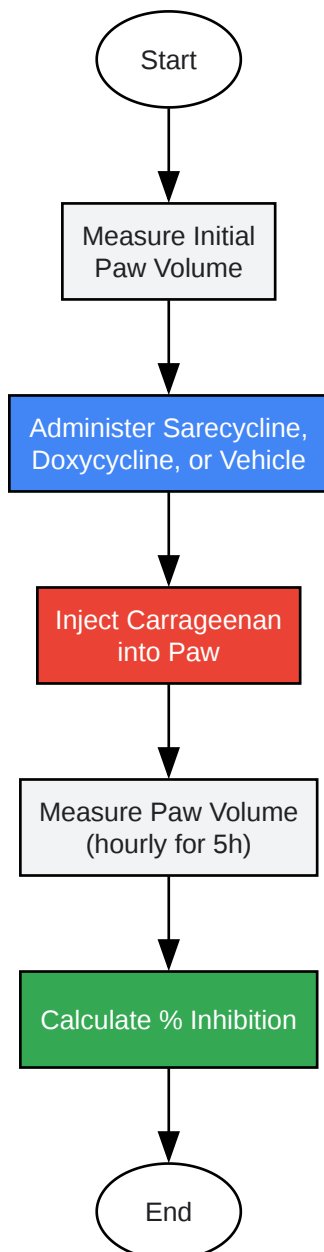 Start
Measure Initial
Paw Volume
Administer Sarecycline,
Doxycycline, or Vehicle
Inject Carrageenan
into Paw
Measure Paw Volume
(hourly for 5h)
Calculate % Inhibition
End